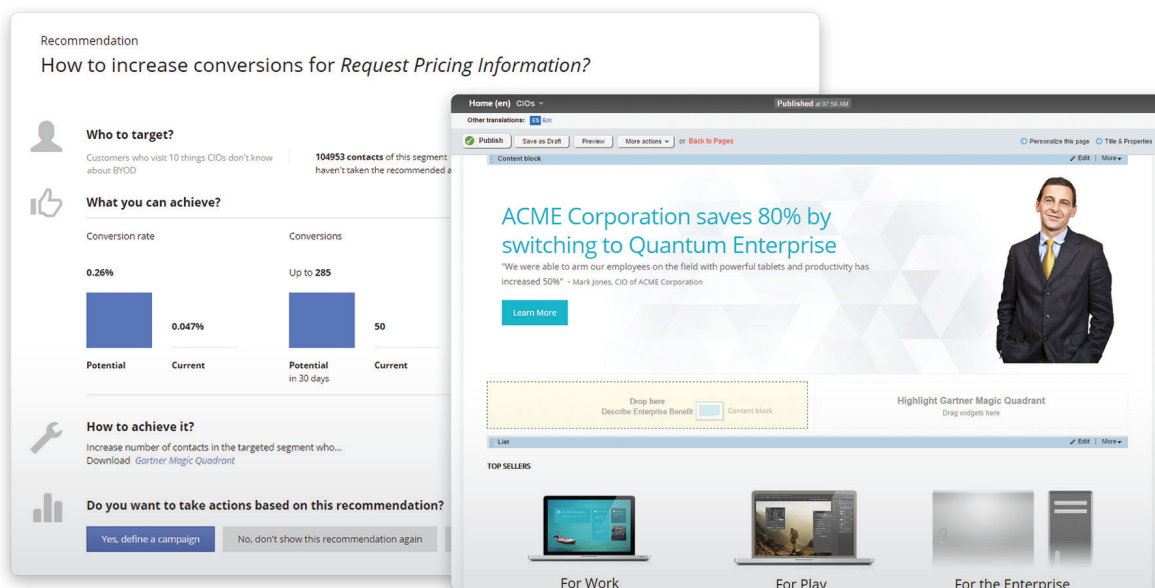 Recommendation
How to increase conversions for Request Pricing Information?
Who to target?
Customers who visit 10 things CIOs don't know
about BYOD
104953 contacts of this segment
haven't taken the recommended a
What you can achieve?
Conversion rate
Conversions
0.26%
Up to 285
0.047%
50
Potential
Current
Potential
in 30 days
Current
How to achieve it?
Increase number of contacts in the targeted segment who...
Download Gartner Magic Quadrant
Do you want to take actions based on this recommendation?
Yes, define a campaign
No, don't show this recommendation again
Home (en) CIOs
Published at 07:56 AM
Other translations: ES Edit
Publish
Save as Draft
Preview
More actions
or Back to Pages
Personalize this page
Title & Properties
Content block
Edit | More
ACME Corporation saves 80% by
switching to Quantum Enterprise
"We were able to arm our employees on the field with powerful tablets and productivity has
increased 50%" - Mark Jones, CIO of ACME Corporation
Learn More
Drop here
Describe Enterprise Benefit
Content block
Highlight Gartner Magic Quadrant
Drag widgets here
List
Edit | More
TOP SELLERS
For Work
For Play
For the Enterprise